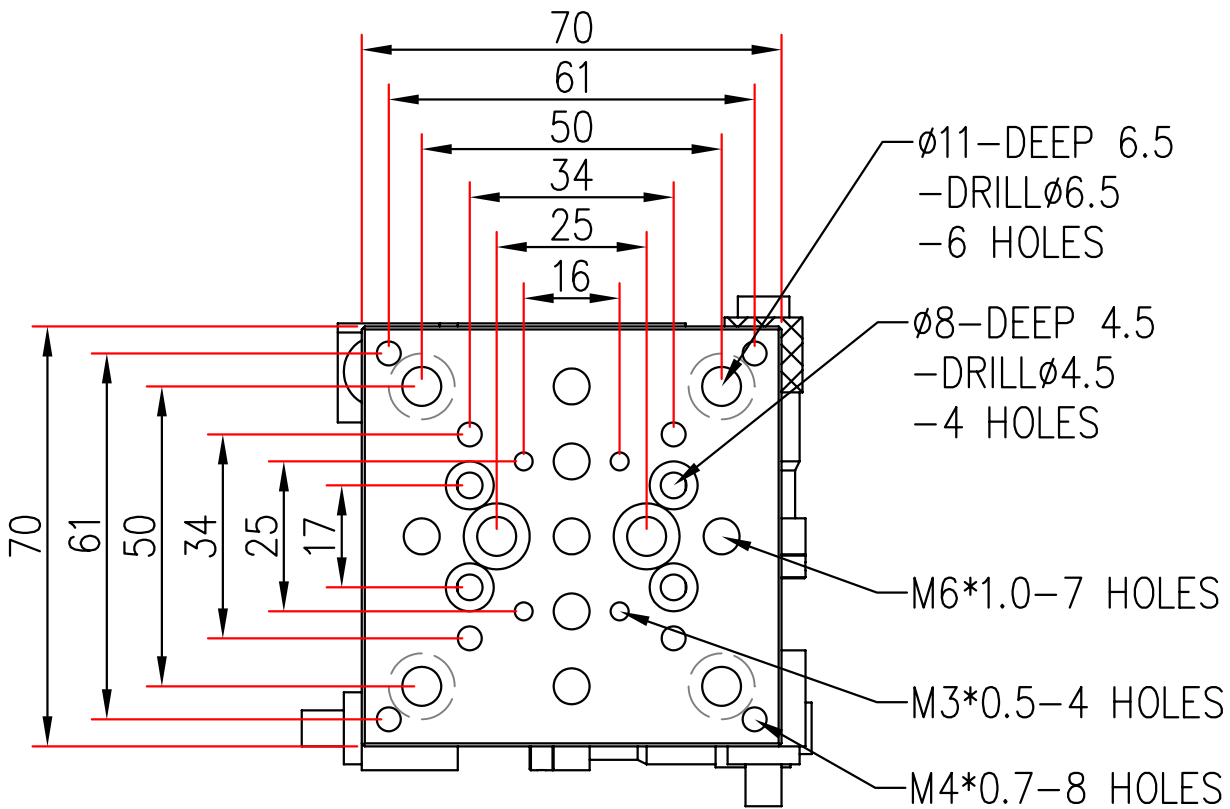 70
61
50
34
25
16
ø11-DEEP 6.5
-DRILLø6.5
-6 HOLES
ø8-DEEP 4.5
-DRILLø4.5
-4 HOLES
70
61
50
34
25
17
M6*1.0-7 HOLES
M3*0.5-4 HOLES
M4*0.7-8 HOLES